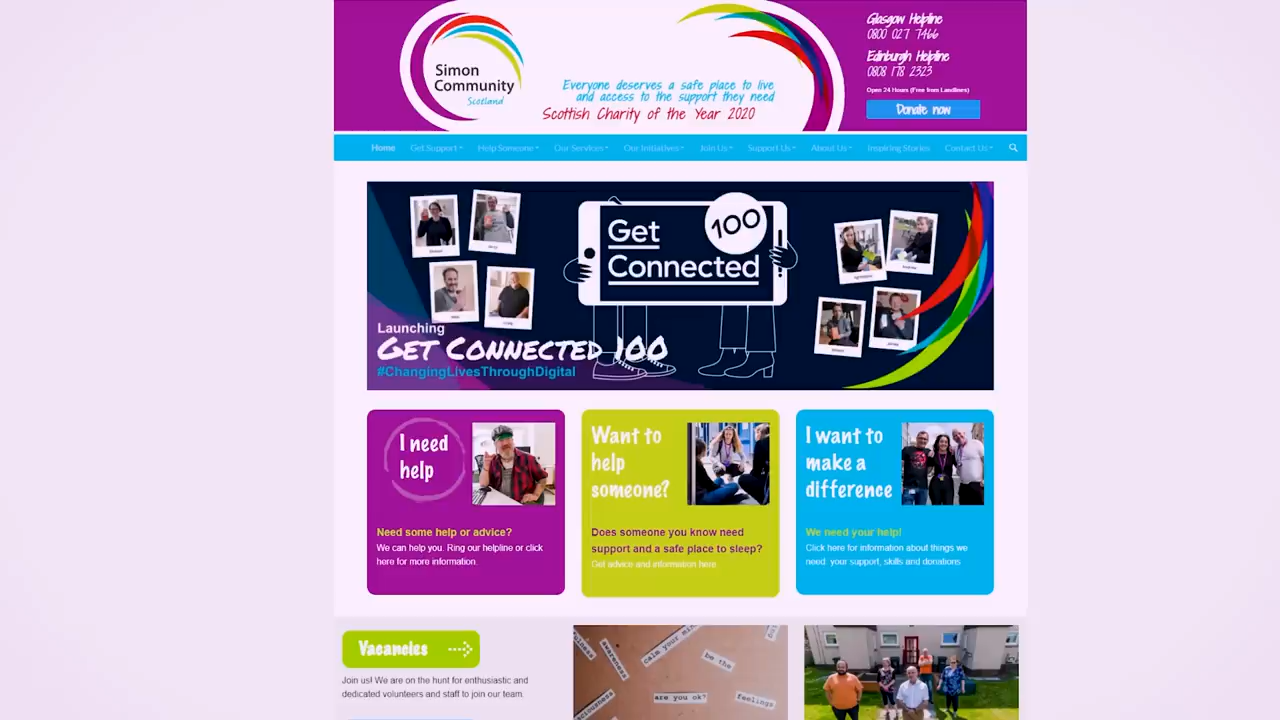 Simon
Community
Scotland
Everyone deserves a safe place to live
and access to the support they need
Scottish Charity of the Year 2020
Glasgow Helpline
0800 027 7466
Edinburgh Helpline
0808 178 2323
Open 24 Hours (Free from Landlines)
Donate now
Home Get Support Help Someone Our Services Our Initiatives Join Us Support Us About Us Inspiring Stories Contact Us
Get
Connected
100
Launching
Get Connected 100
#ChangingLivesThroughDigital
I need
help
Need some help or advice?
We can help you. Ring our helpline or click
here for more information.
Want to
help
someone?
Does someone you know need
support and a safe place to sleep?
Get advice and information here
I want to
make a
difference
We need your help!
Click here for information about things we
need your support, skills and donations
Vacancies
Join us! We are on the hunt for enthusiastic and
dedicated volunteers and staff to join our team.
awareness
calm your
be the
are you ok?
feelings